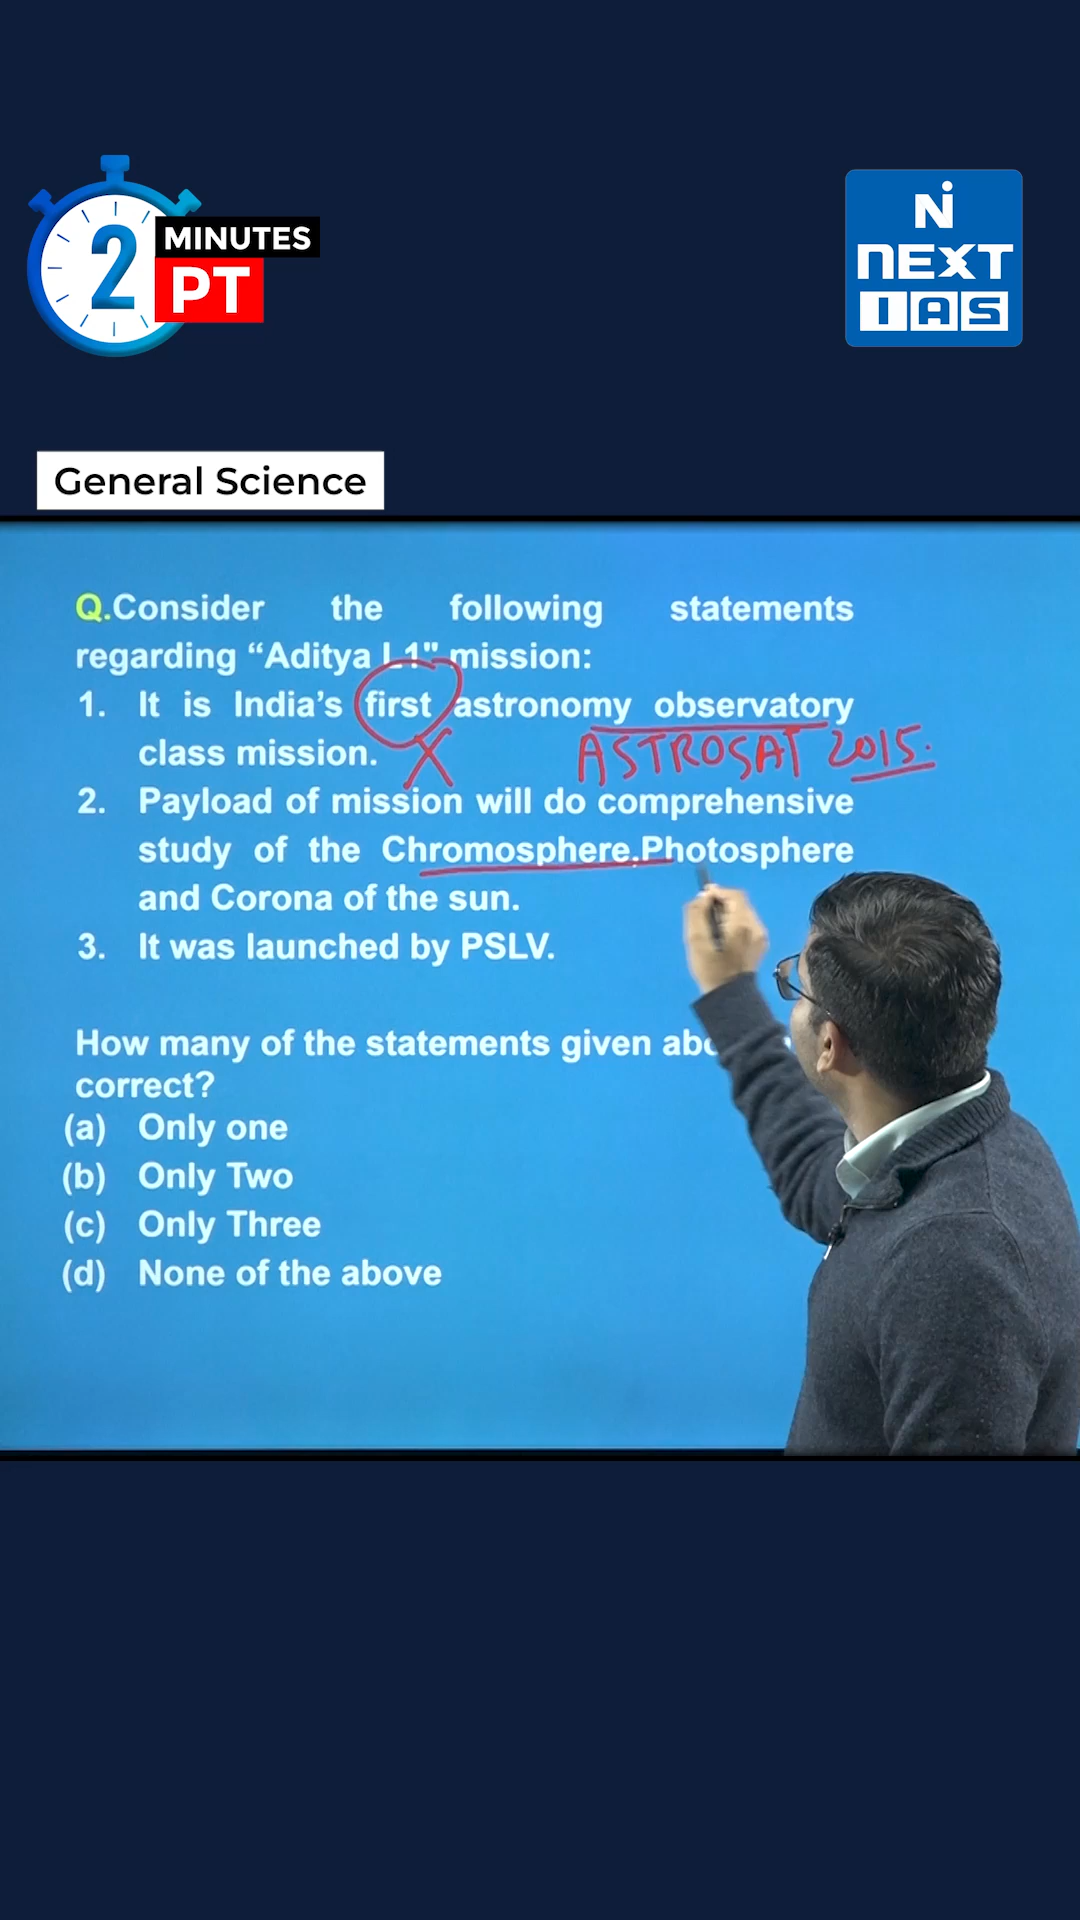 2
MINUTES
PT
Ni
NEXT
IAS
General Science
Q.Consider the following statements
regarding “Aditya L1" mission:
1. It is India's first astronomy observatory
class mission. X ASTROSAT 2015.
2. Payload of mission will do comprehensive
study of the Chromosphere,Photosphere
and Corona of the sun.
3. It was launched by PSLV.
How many of the statements given
correct?
(a) Only one
(b) Only Two
(c) Only Three
(d) None of the above